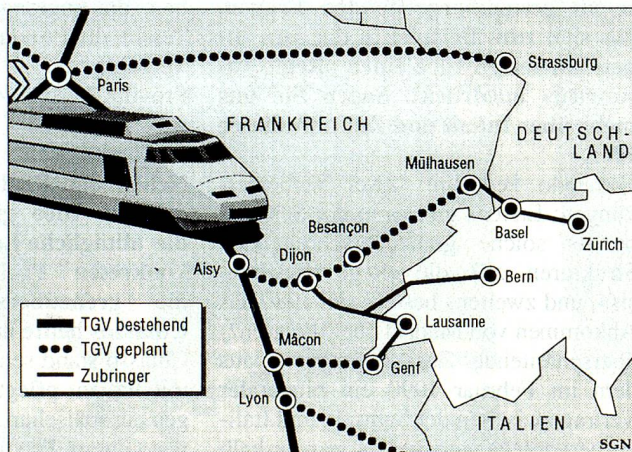 Paris
Strassburg
FRANKREICH
DEUTSCH-
LAND
Mülhausen
Besançon
Basel
Zürich
Dijon
Aisy
Bern
TGV bestehend
TGV geplant
Zubringer
Lausanne
Mâcon
Genf
Lyon
ITALIEN
SGN